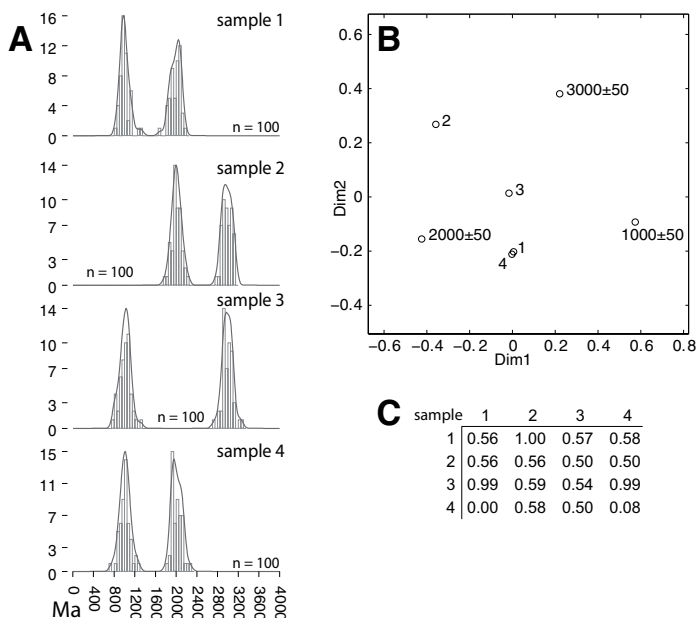 A
sample 1
16
12
8
4
0
n = 100
sample 2
14
10
7
3
0
n = 100
sample 3
14
10
7
3
0
n = 100
sample 4
15
11
7
3
0
n = 100
0 400 800 1200 1600 2000 2400 2800 3200 3600 4000
Ma
B
0.6
0.4
0.2
0
−0.2
−0.4
Dim2
3000±50
2
3
2000±50
1000±50
1
4
−0.6 −0.4 −0.2 0 0.2 0.4 0.6 0.8
Dim1
C
sample 1 2 3 4
1 0.56 1.00 0.57 0.58
2 0.56 0.56 0.50 0.50
3 0.99 0.59 0.54 0.99
4 0.00 0.58 0.50 0.08